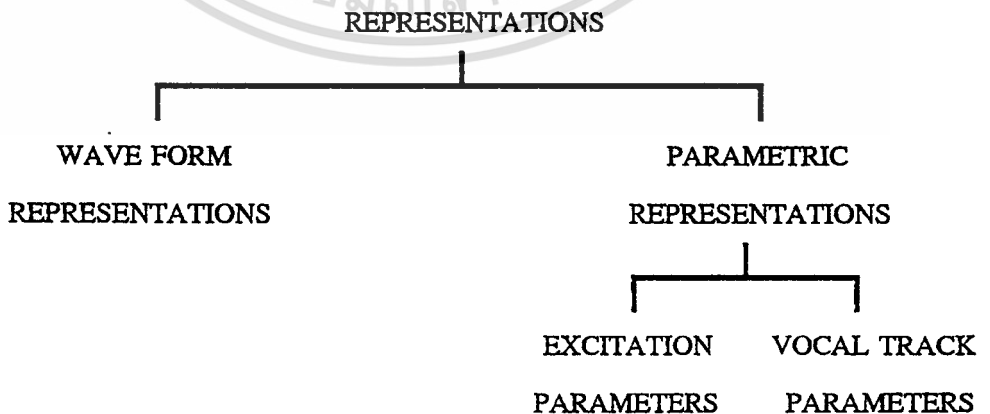 REPRESENTATIONS
WAVE FORM
REPRESENTATIONS
PARAMETRIC
REPRESENTATIONS
EXCITATION
PARAMETERS
VOCAL TRACK
PARAMETERS